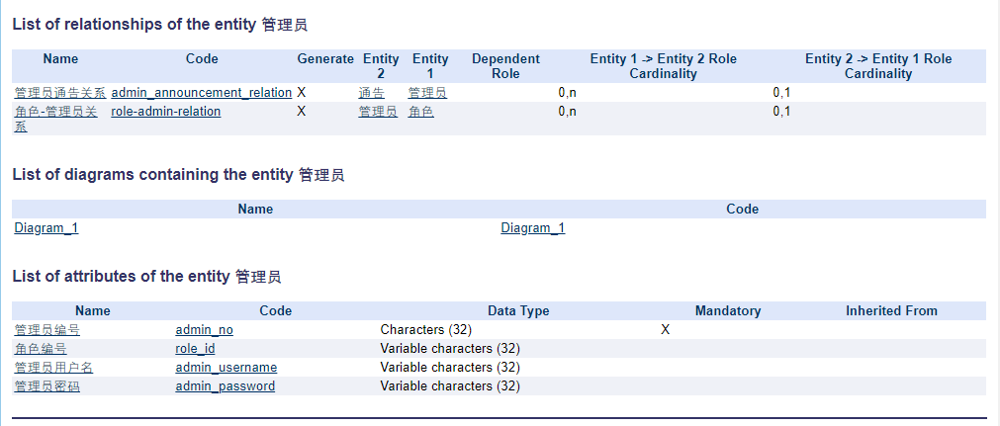 List of relationships of the entity 管理员
Name Code Generate Entity 2 Entity 1 Dependent Role Entity 1 -> Entity 2 Role Cardinality Entity 2 -> Entity 1 Role Cardinality
管理员通告关系 admin_announcement_relation X 通告 管理员 0,n 0,1
角色-管理员关系 role-admin-relation X 管理员 角色 0,n 0,1
List of diagrams containing the entity 管理员
Name Code
Diagram_1 Diagram_1
List of attributes of the entity 管理员
Name Code Data Type Mandatory Inherited From
管理员编号 admin_no Characters (32) X
角色编号 role_id Variable characters (32)
管理员用户名 admin_username Variable characters (32)
管理员密码 admin_password Variable characters (32)